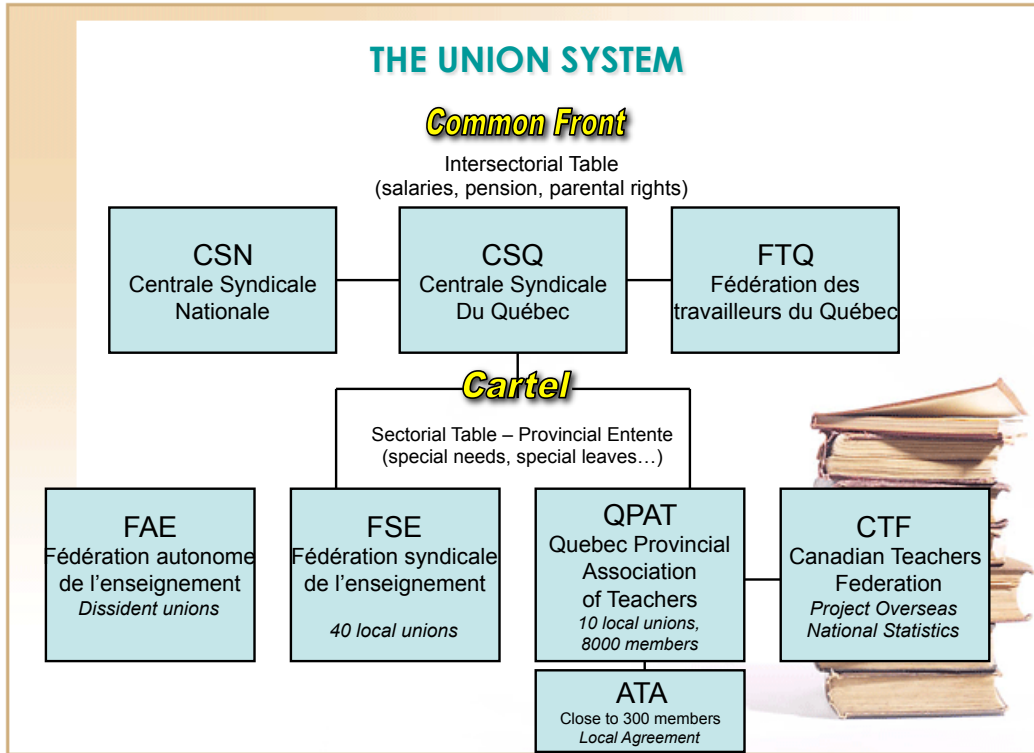 THE UNION SYSTEM
Common Front
Intersectorial Table
(salaries, pension, parental rights)
CSN
Centrale Syndicale
Nationale
CSQ
Centrale Syndicale
Du Québec
FTQ
Fédération des
travailleurs du Québec
Cartel
Sectorial Table – Provincial Entente
(special needs, special leaves…)
FAE
Fédération autonome
de l’enseignement
Dissident unions
FSE
Fédération syndicale
de l’enseignement
40 local unions
QPAT
Quebec Provincial
Association
of Teachers
10 local unions,
8000 members
CTF
Canadian Teachers
Federation
Project Overseas
National Statistics
ATA
Close to 300 members
Local Agreement